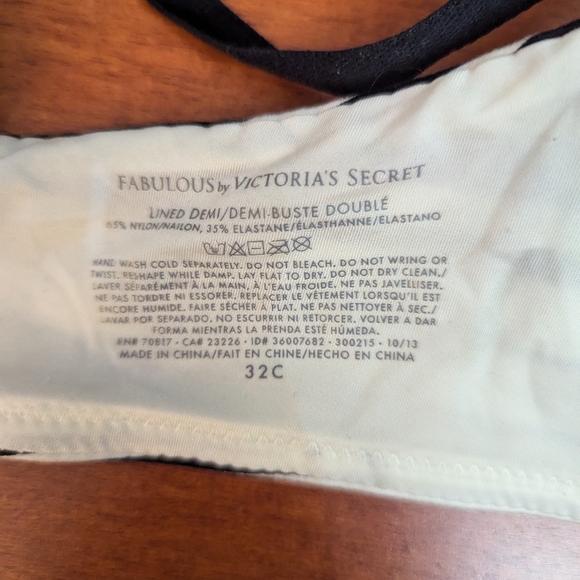 FABULOUS by VICTORIA'S SECRET
LINED DEMI/DEMI-BUSTE DOUBLÉ
65% NYLON/NAILON, 35% ELASTANE/ÉLASTHANNE/ELASTANO
HAND WASH COLD SEPARATELY. DO NOT BLEACH. DO NOT WRING OR
TWIST. RESHAPE WHILE DAMP. LAY FLAT TO DRY. DO NOT DRY CLEAN./
LAVER SÉPARÉMENT À LA MAIN, À L'EAU FROIDE. NE PAS JAVELLISER.
NE PAS TORDRE NI ESSORER. REPLACER LE VÊTEMENT LORSQU'IL EST
ENCORE HUMIDE. FAIRE SÉCHER À PLAT. NE PAS NETTOYER À SEC./
LAVAR POR SEPARADO. NO ESCURRIR NI RETORCER. VOLVER A DAR
FORMA MIENTRAS LA PRENDA ESTÉ HÚMEDA.
RN# 70817 • CA# 23226 • ID# 36007682 • 300215 • 10/13
MADE IN CHINA/FAIT EN CHINE/HECHO EN CHINA
32C